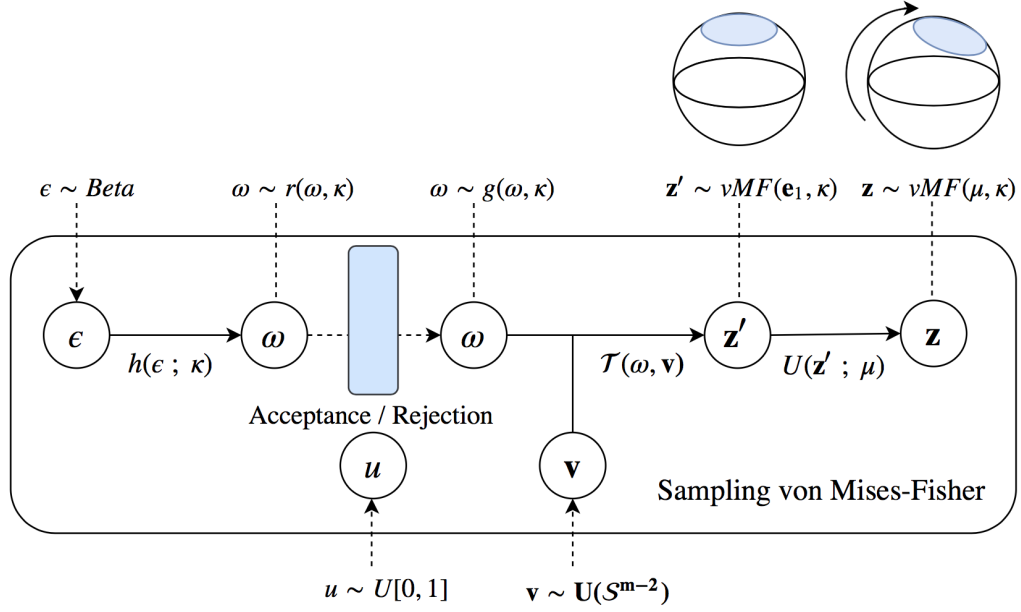 ϵ ∼ Beta
ω ∼ r(ω, κ)
ω ∼ g(ω, κ)
z′ ∼ vMF(e₁, κ)
z ∼ vMF(μ, κ)
ϵ
ω
ω
z′
z
h(ϵ ; κ)
𝒯(ω, v)
U(z′ ; μ)
Acceptance / Rejection
u
v
Sampling von Mises-Fisher
u ∼ U[0, 1]
v ∼ U(𝒮ᵐ⁻²)